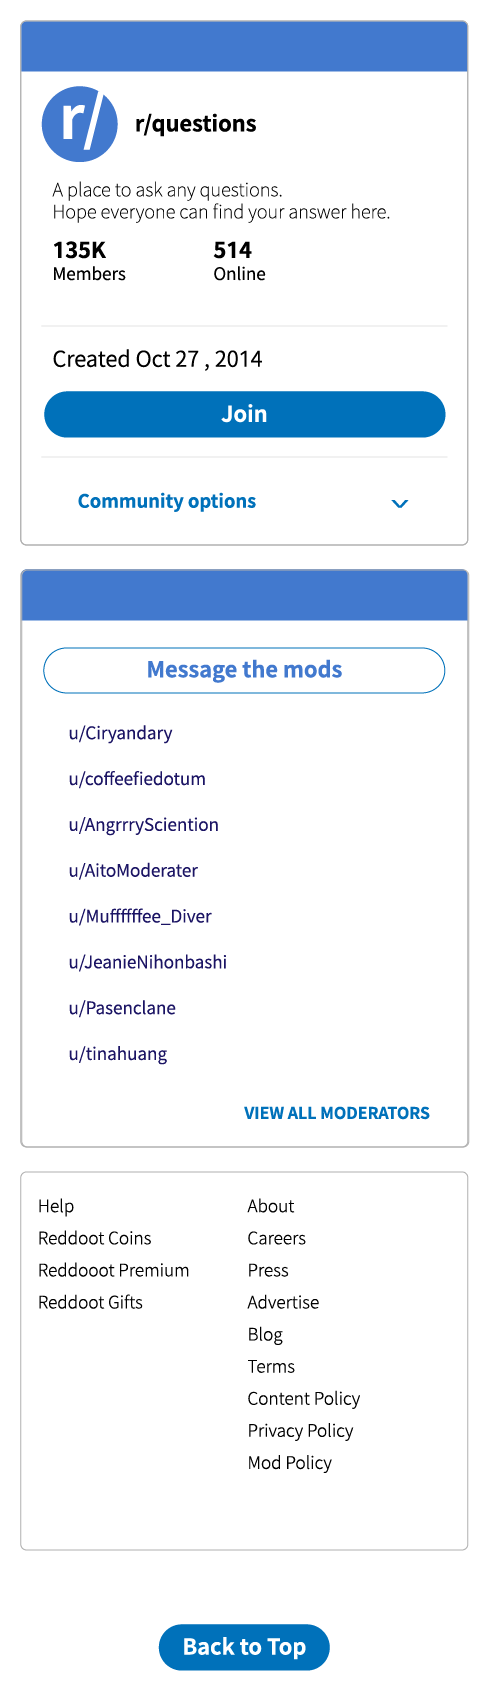 r/
r/questions
A place to ask any questions.
Hope everyone can find your answer here.
135K 514
Members Online
Created Oct 27 , 2014
Join
Community options
Message the mods
u/Ciryandary
u/coffeefiedotum
u/AngrrrySciention
u/AitoModerater
u/Muffffffee_Diver
u/JeanieNihonbashi
u/Pasenclane
u/tinahuang
VIEW ALL MODERATORS
Help About
Reddoot Coins Careers
Reddooot Premium Press
Reddoot Gifts Advertise
Blog
Terms
Content Policy
Privacy Policy
Mod Policy
Back to Top